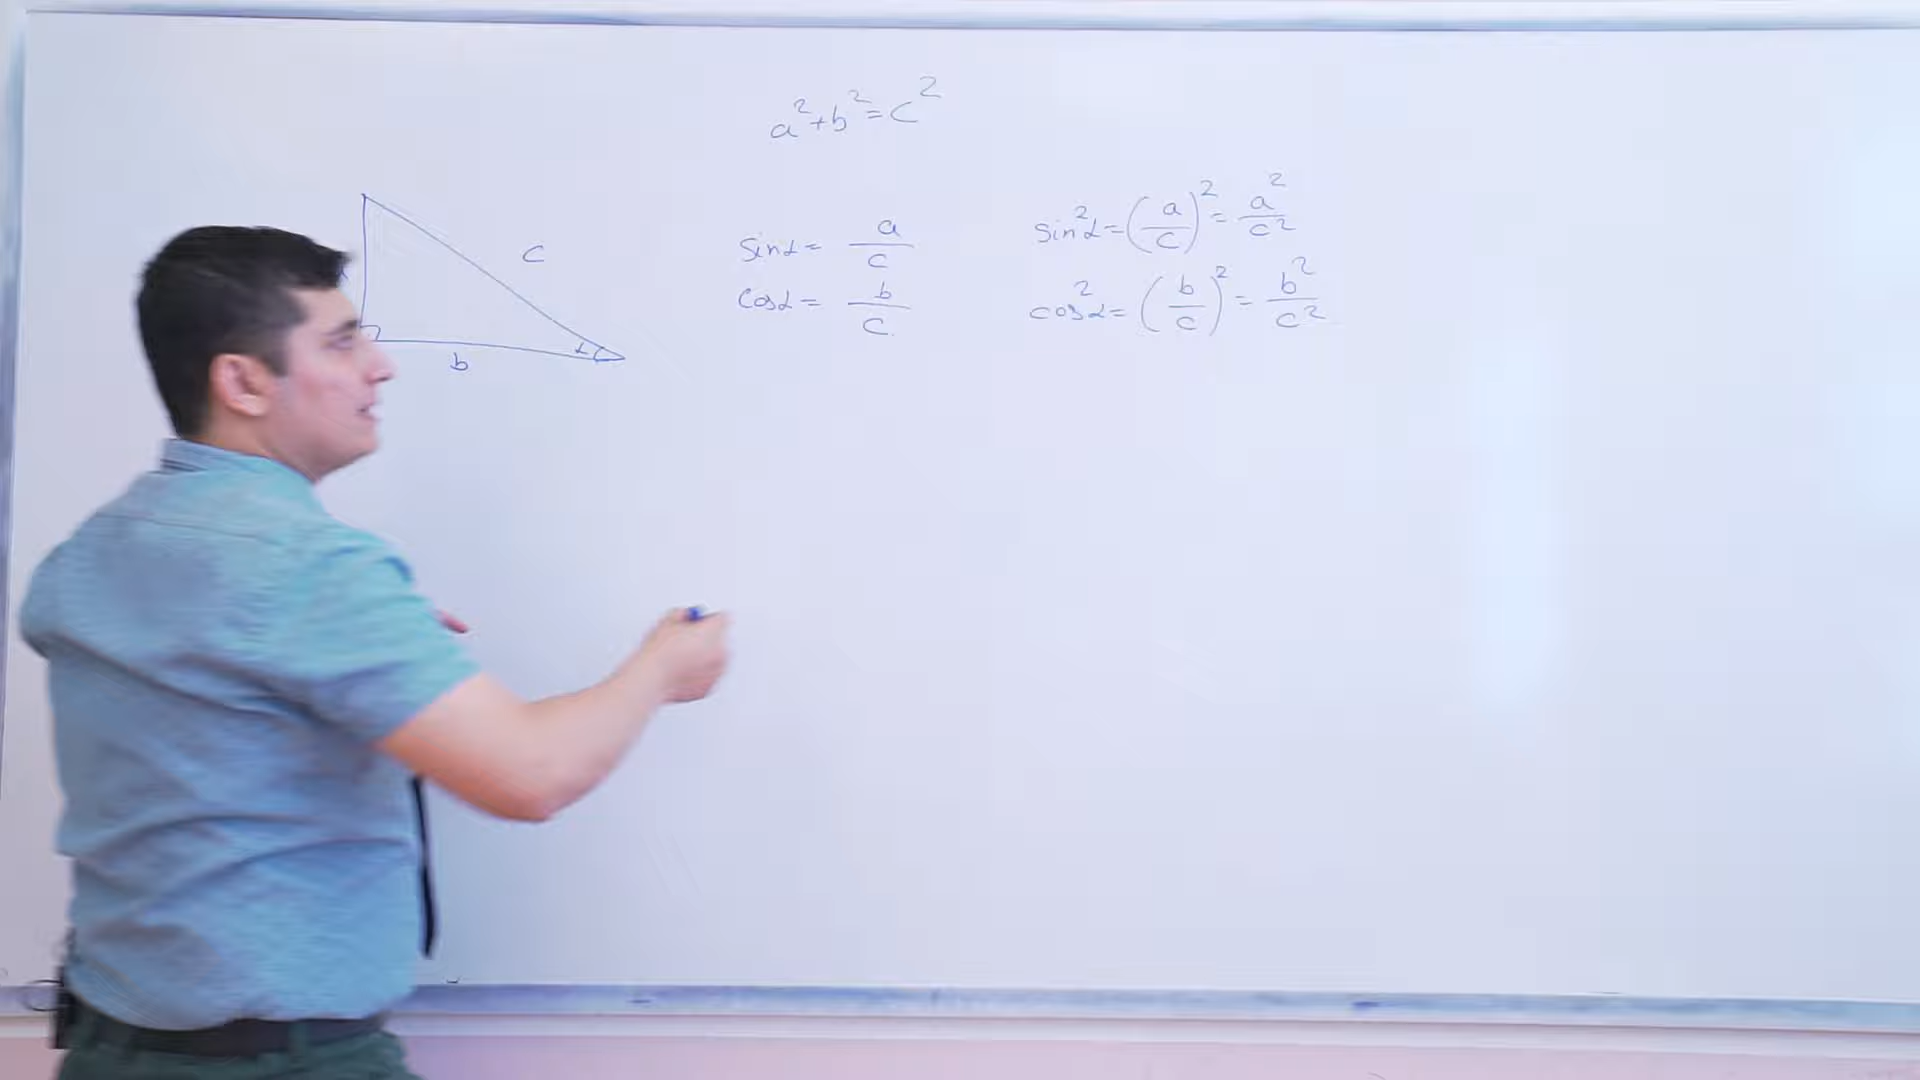 a²+b²=c²
a
c
b
α
sinα = a/c
cosα = b/c
sin²α = (a/c)² = a²/c²
cos²α = (b/c)² = b²/c²